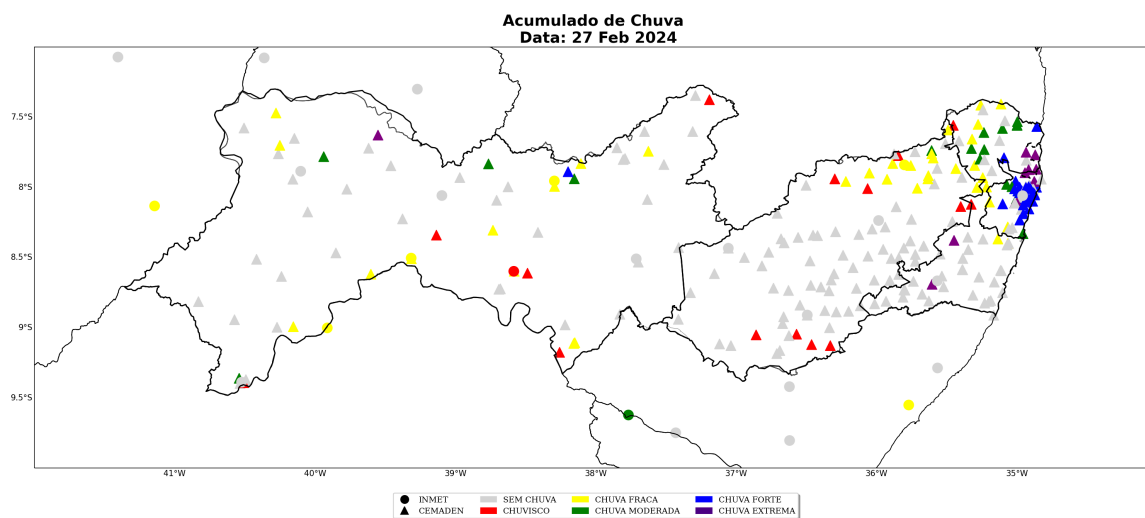 Acumulado de Chuva
Data: 27 Feb 2024
7.5°S
8°S
8.5°S
9°S
9.5°S
41°W 40°W 39°W 38°W 37°W 36°W 35°W
INMET SEM CHUVA CHUVA FRACA CHUVA FORTE
CEMADEN CHUVISCO CHUVA MODERADA CHUVA EXTREMA